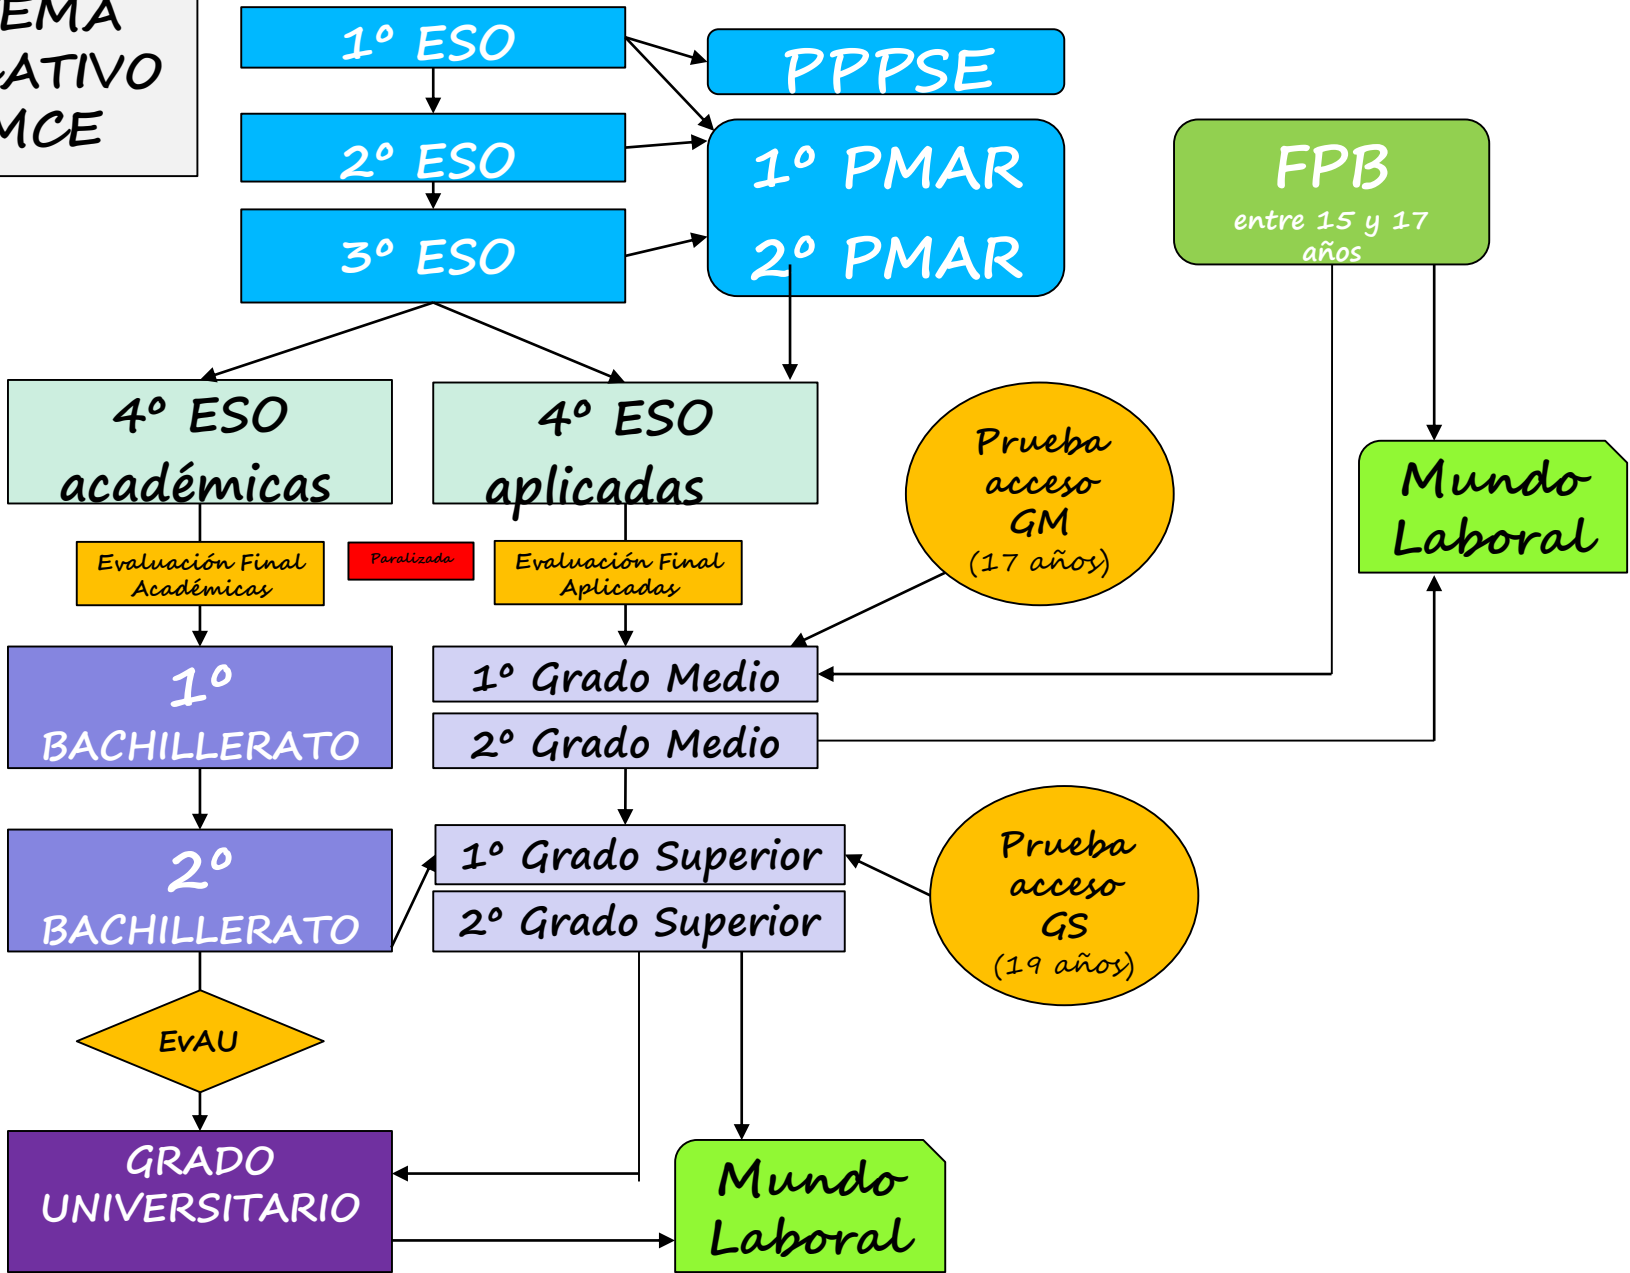 EMA
ATIVO
MCE
1º ESO
PPPSE
2º ESO
1º PMAR
2º PMAR
FPB
entre 15 y 17
años
3º ESO
4º ESO
académicas
4º ESO
aplicadas
Prueba
acceso
GM
(17 años)
Mundo
Laboral
Evaluación Final
Académicas
Paralizada
Evaluación Final
Aplicadas
1º
BACHILLERATO
1º Grado Medio
2º Grado Medio
2º
BACHILLERATO
1º Grado Superior
2º Grado Superior
Prueba
acceso
GS
(19 años)
EvAU
GRADO
UNIVERSITARIO
Mundo
Laboral